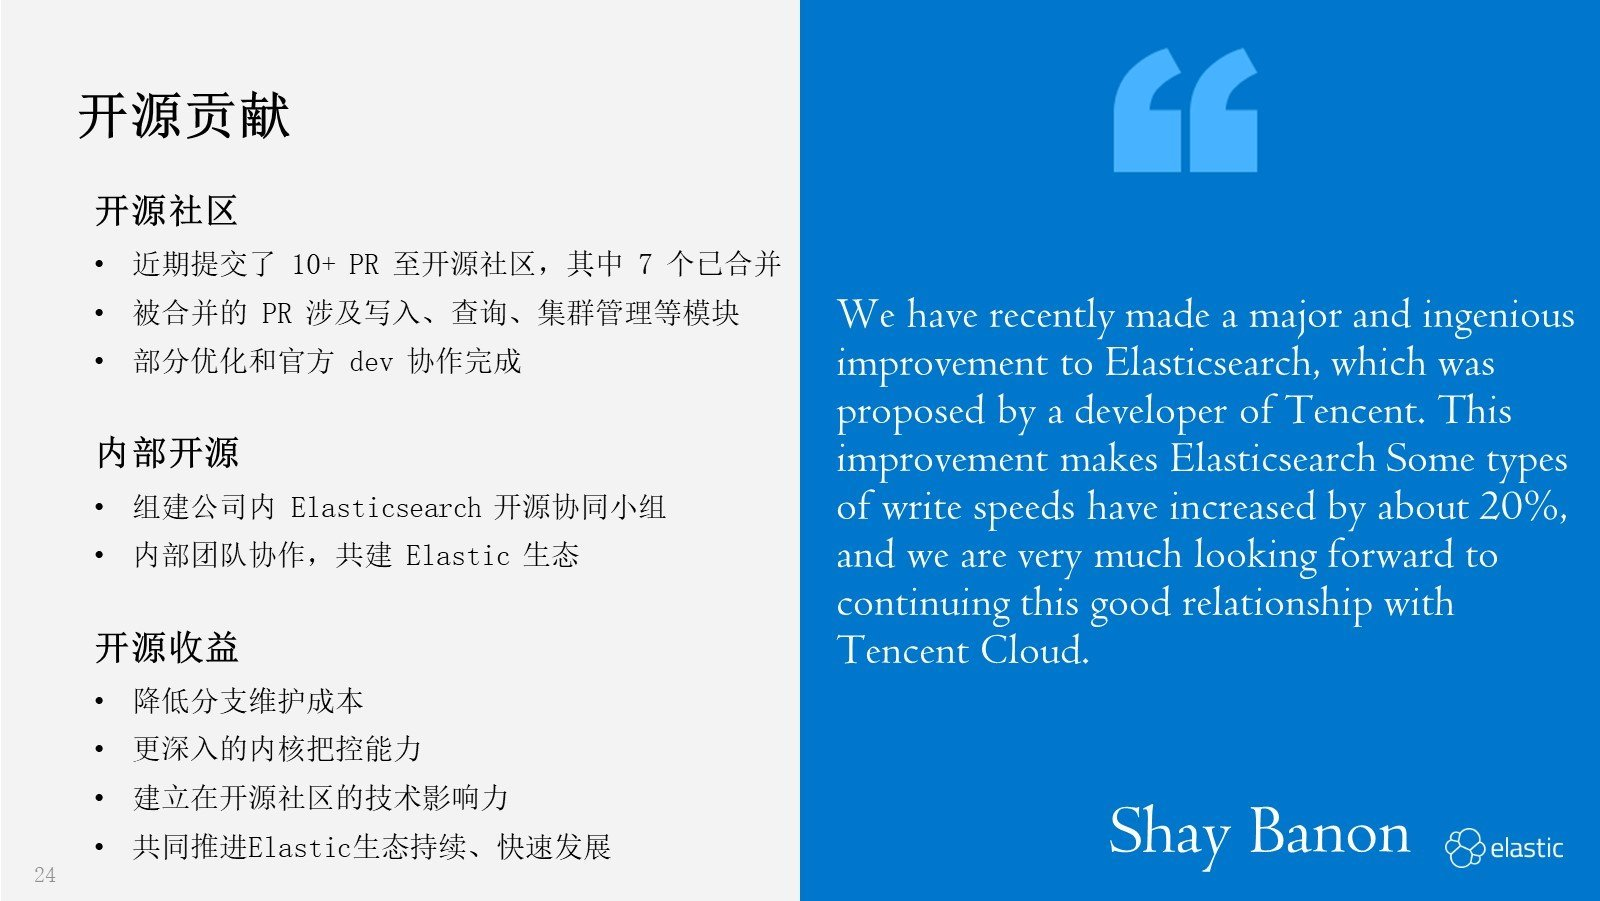 开源贡献
开源社区
• 近期提交了 10+ PR 至开源社区，其中 7 个已合并
• 被合并的 PR 涉及写入、查询、集群管理等模块
• 部分优化和官方 dev 协作完成
内部开源
• 组建公司内 Elasticsearch 开源协同小组
• 内部团队协作，共建 Elastic 生态
开源收益
• 降低分支维护成本
• 更深入的内核把控能力
• 建立在开源社区的技术影响力
• 共同推进Elastic生态持续、快速发展
24
“
We have recently made a major and ingenious
improvement to Elasticsearch, which was
proposed by a developer of Tencent. This
improvement makes Elasticsearch Some types
of write speeds have increased by about 20%,
and we are very much looking forward to
continuing this good relationship with
Tencent Cloud.
Shay Banon
elastic